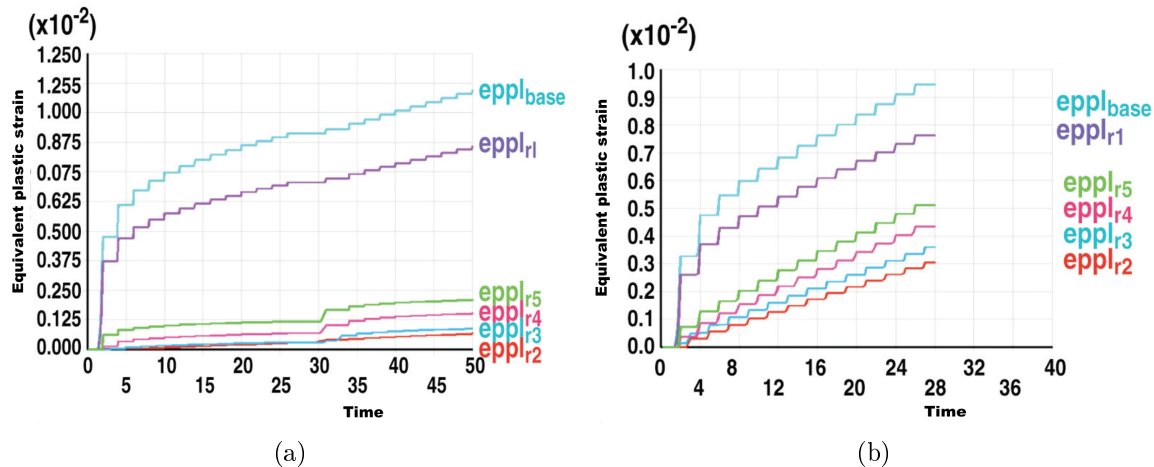 (x10-2)
1.250
1.255
1.000
0.875
0.075
0.625
0.500
0.375
0.250
0.125
0.000
Equivalent plastic strain
0 5 10 15 20 25 30 35 40 45 50
Time
epplbase
epplrl
epplr5
epplr4
epplr3
epplr2
(a)
(x10-2)
1.0
0.9
0.8
0.7
0.6
0.5
0.4
0.3
0.2
0.1
0.0
Equivalent plastic strain
0 4 8 12 16 20 24 28 32 36 40
Time
epplbase
epplr1
epplr5
epplr4
epplr3
epplr2
(b)